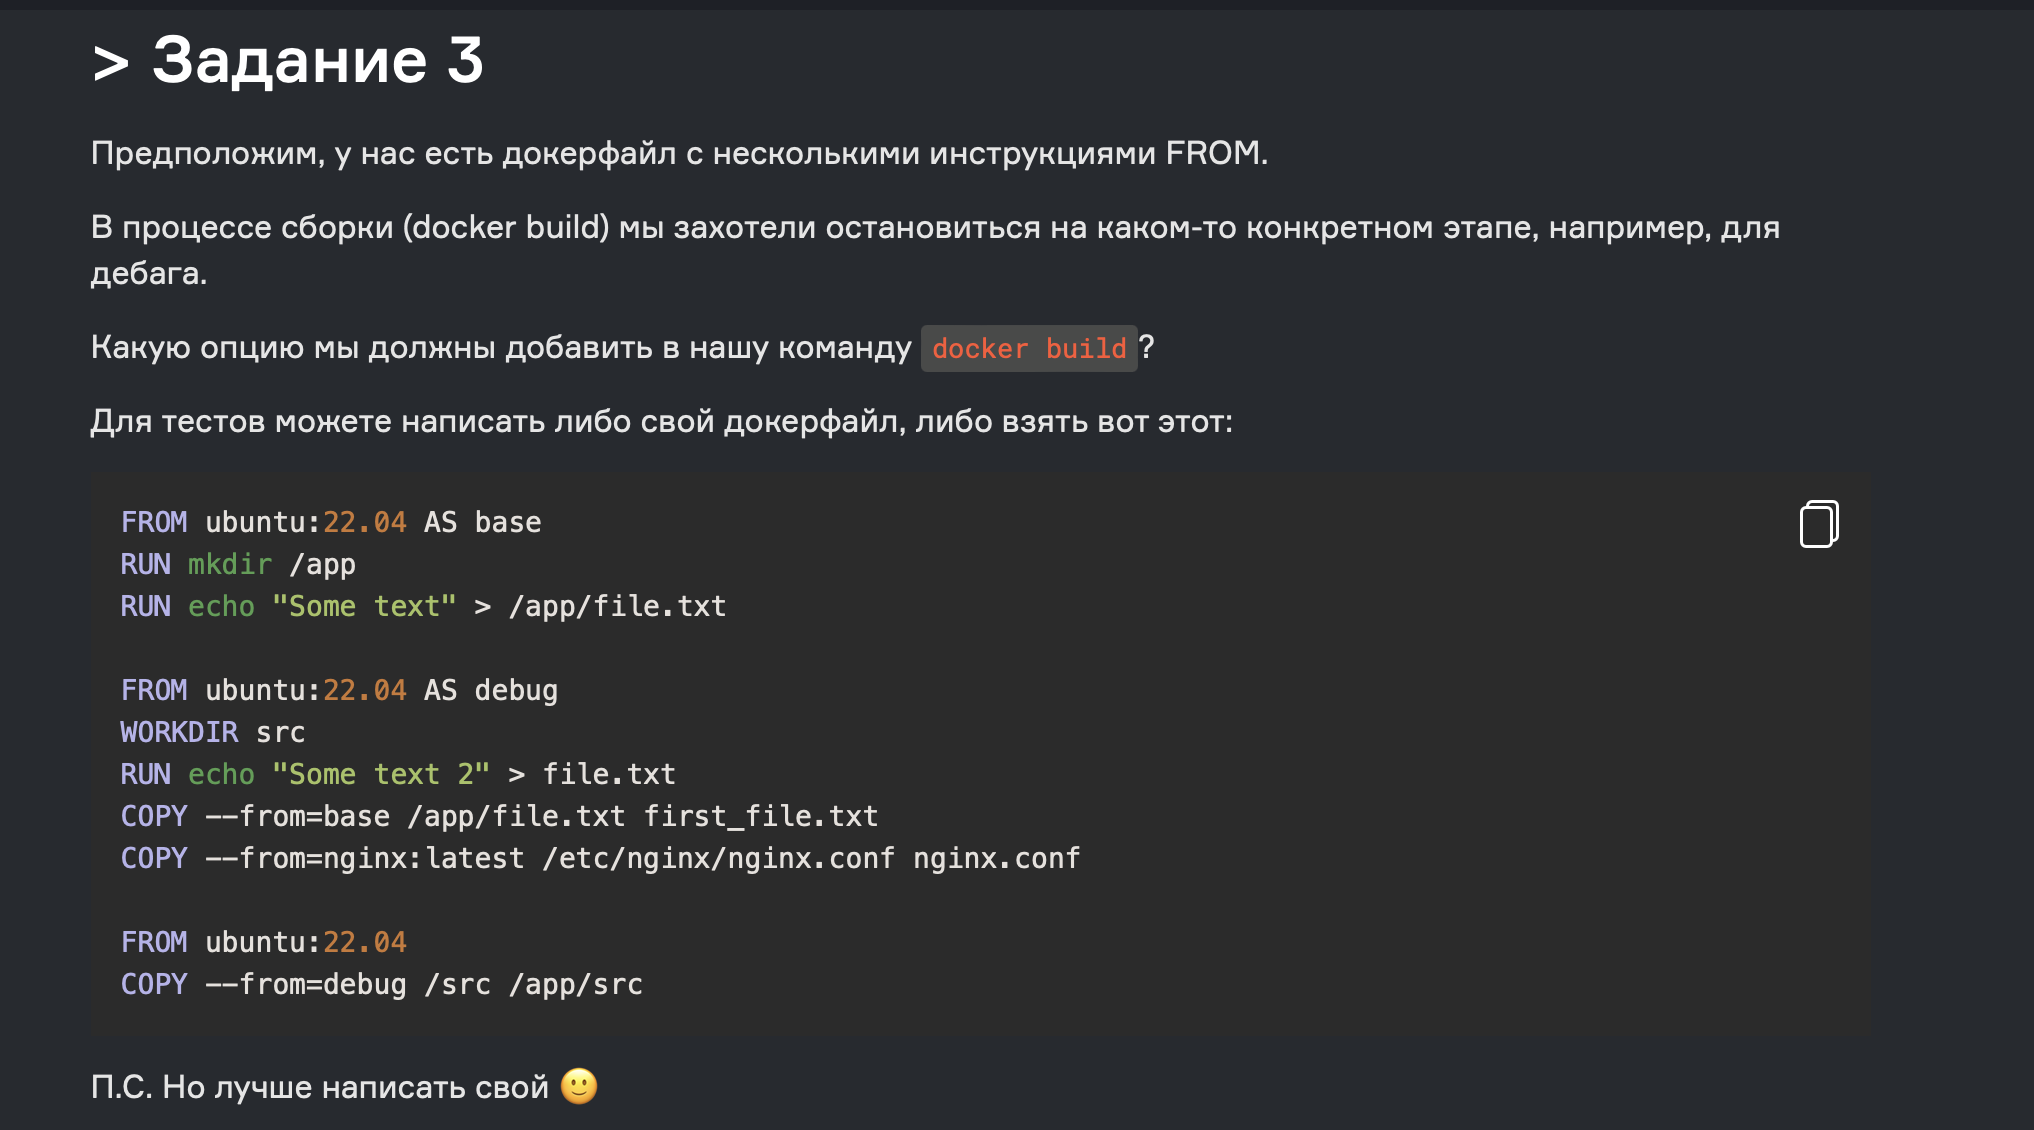 > Задание 3
Предположим, у нас есть докерфайл с несколькими инструкциями FROM.
В процессе сборки (docker build) мы захотели остановиться на каком-то конкретном этапе, например, для
дебага.
Какую опцию мы должны добавить в нашу команду docker build?
Для тестов можете написать либо свой докерфайл, либо взять вот этот:
FROM ubuntu:22.04 AS base
RUN mkdir /app
RUN echo "Some text" > /app/file.txt
FROM ubuntu:22.04 AS debug
WORKDIR src
RUN echo "Some text 2" > file.txt
COPY --from=base /app/file.txt first_file.txt
COPY --from=nginx:latest /etc/nginx/nginx.conf nginx.conf
FROM ubuntu:22.04
COPY --from=debug /src /app/src
П.С. Но лучше написать свой 🙂